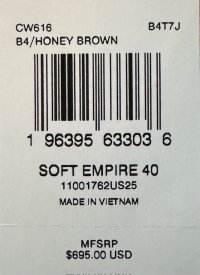 CW616 B4T7J
B4/HONEY BROWN
1 96395 63303 6
SOFT EMPIRE 40
11001762US25
MADE IN VIETNAM
MFSRP
$695.00 USD